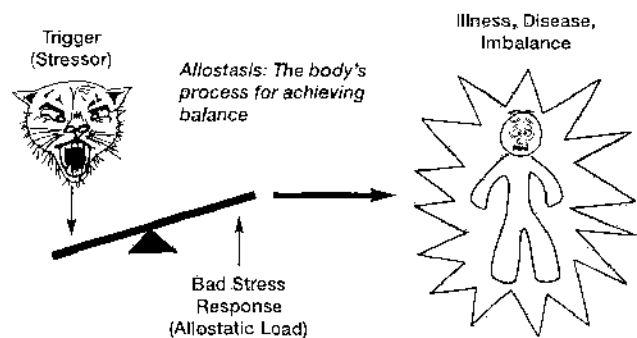 Trigger
(Stressor)
Allostasis: The body's
process for achieving
balance
Illness, Disease,
Imbalance
Bad Stress
Response
(Allostatic Load)